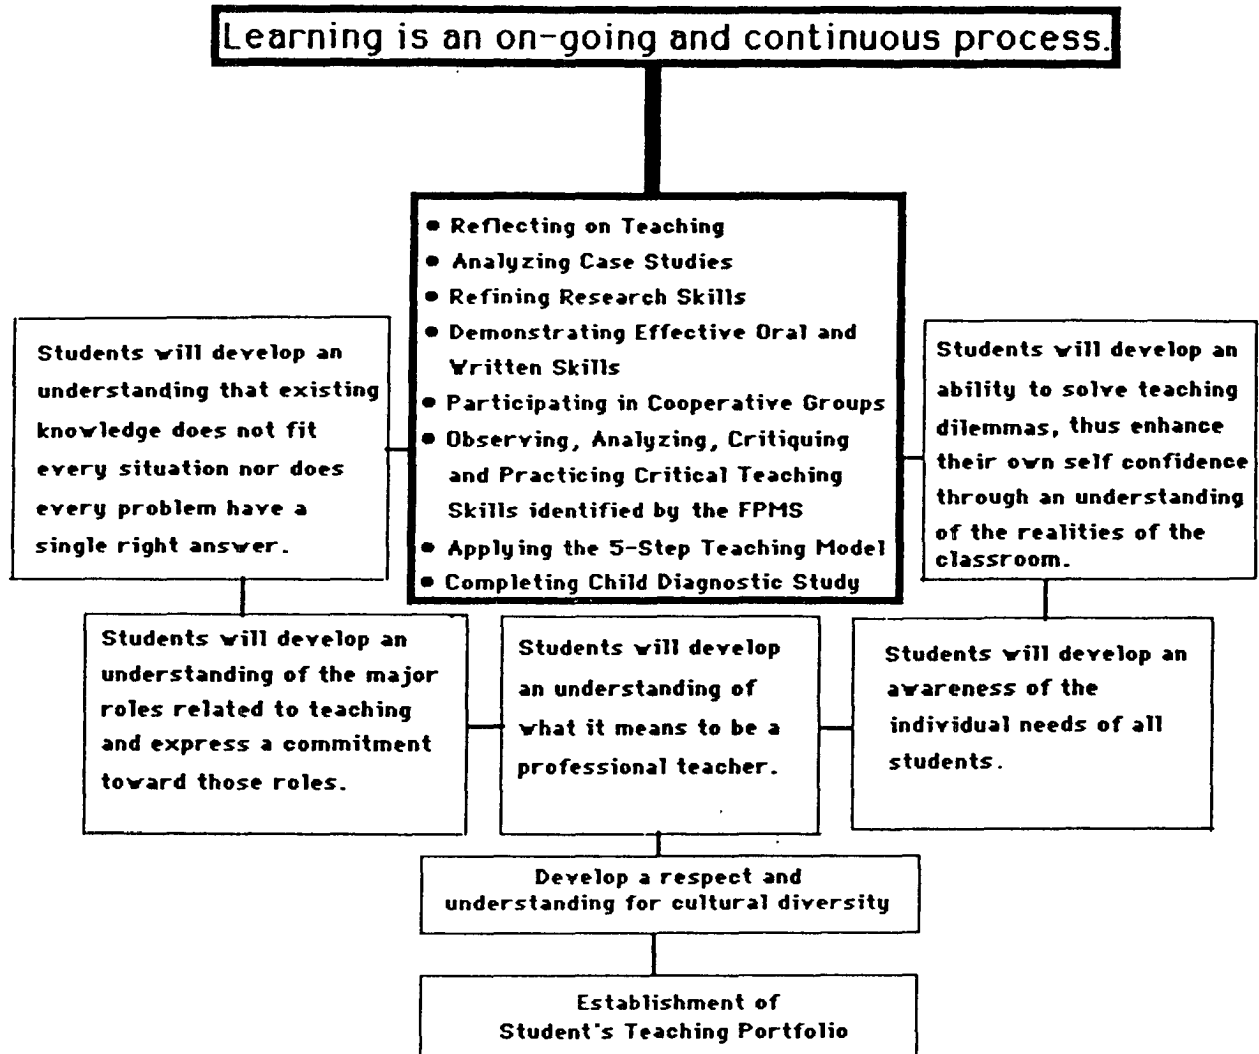 Learning is an on-going and continuous process.
• Reflecting on Teaching
• Analyzing Case Studies
• Refining Research Skills
• Demonstrating Effective Oral and
Written Skills
• Participating in Cooperative Groups
• Observing, Analyzing, Critiquing
and Practicing Critical Teaching
Skills identified by the FPMS
• Applying the 5-Step Teaching Model
• Completing Child Diagnostic Study
Students will develop an
understanding that existing
knowledge does not fit
every situation nor does
every problem have a
single right answer.
Students will develop an
ability to solve teaching
dilemmas, thus enhance
their own self confidence
through an understanding
of the realities of the
classroom.
Students will develop an
understanding of the major
roles related to teaching
and express a commitment
toward those roles.
Students will develop
an understanding of
what it means to be a
professional teacher.
Students will develop an
awareness of the
individual needs of all
students.
Develop a respect and
understanding for cultural diversity
Establishment of
Student's Teaching Portfolio